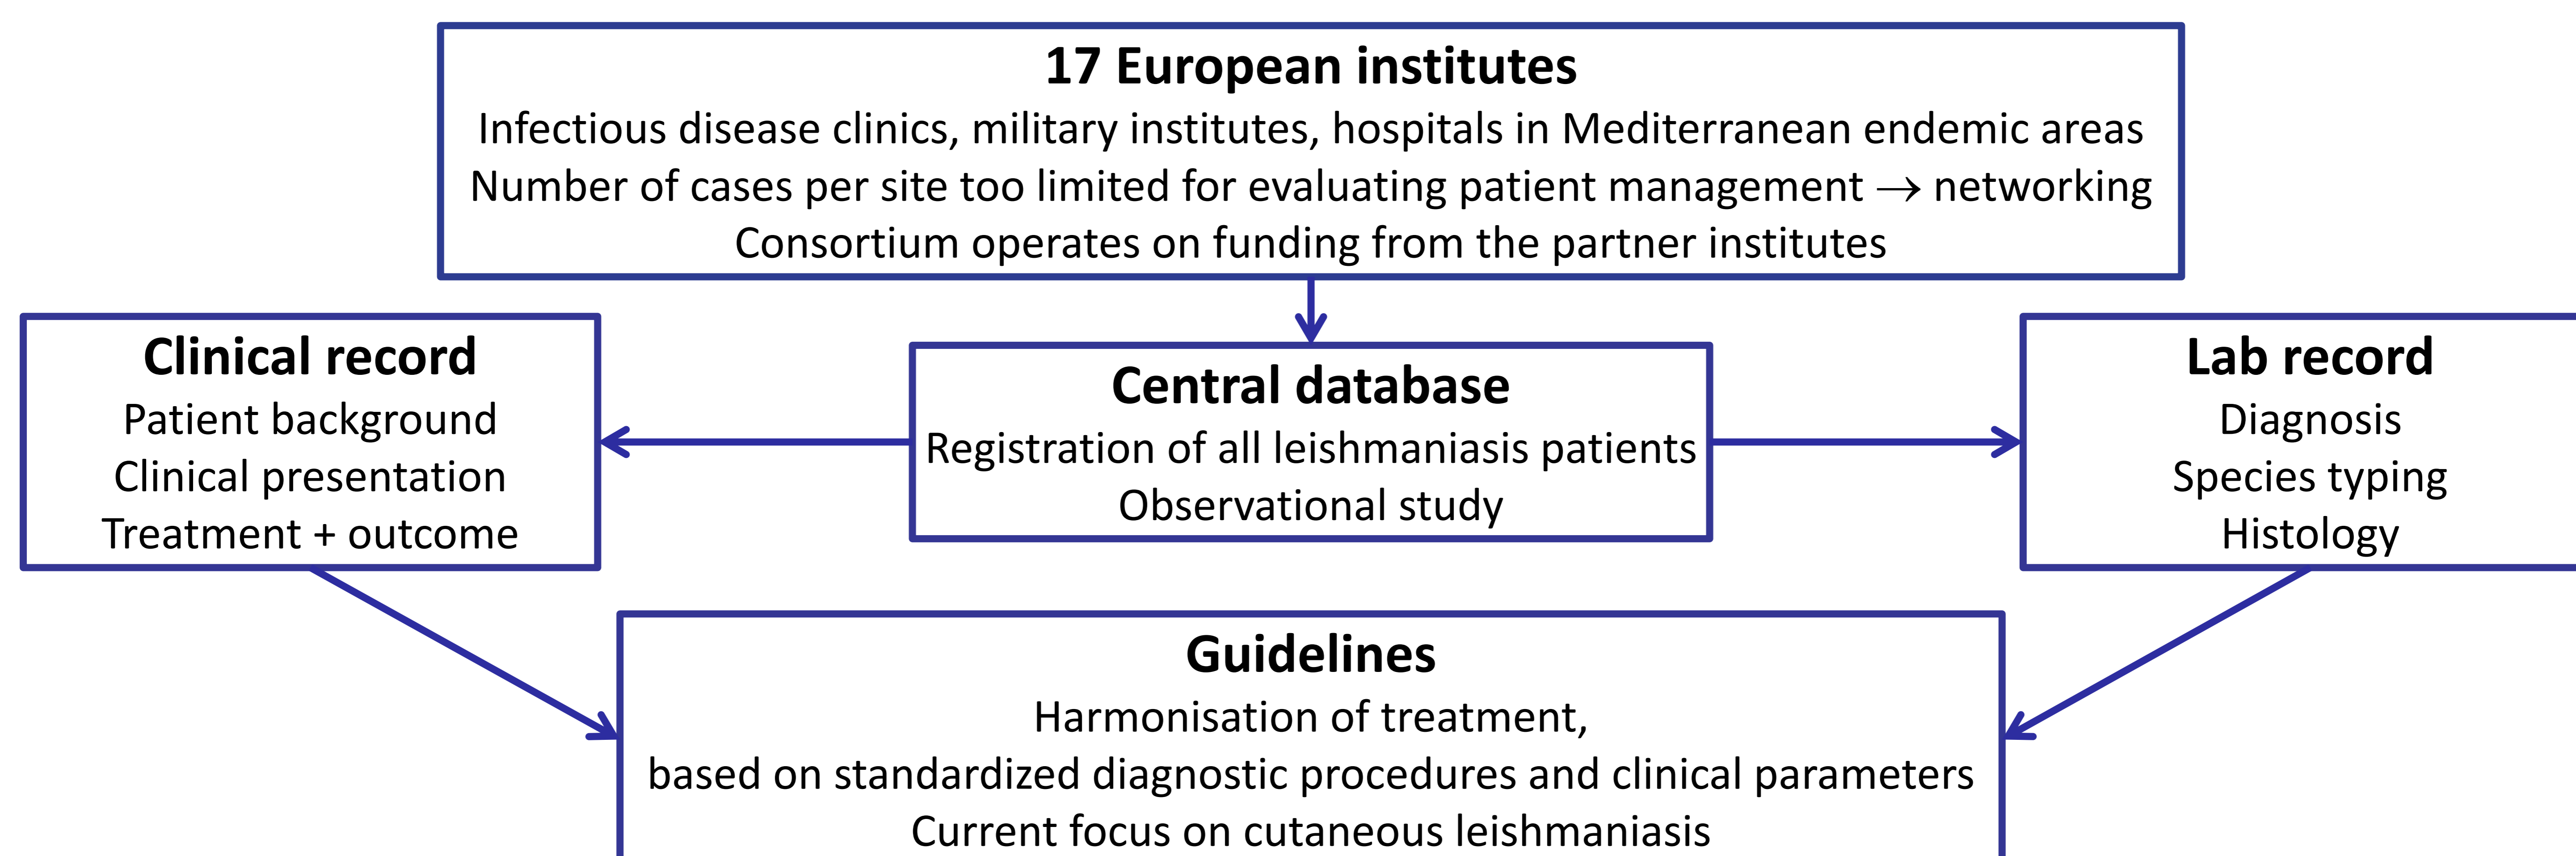 17 European institutes
Infectious disease clinics, military institutes, hospitals in Mediterranean endemic areas
Number of cases per site too limited for evaluating patient management → networking
Consortium operates on funding from the partner institutes
Clinical record
Patient background
Clinical presentation
Treatment + outcome
Central database
Registration of all leishmaniasis patients
Observational study
Lab record
Diagnosis
Species typing
Histology
Guidelines
Harmonisation of treatment,
based on standardized diagnostic procedures and clinical parameters
Current focus on cutaneous leishmaniasis